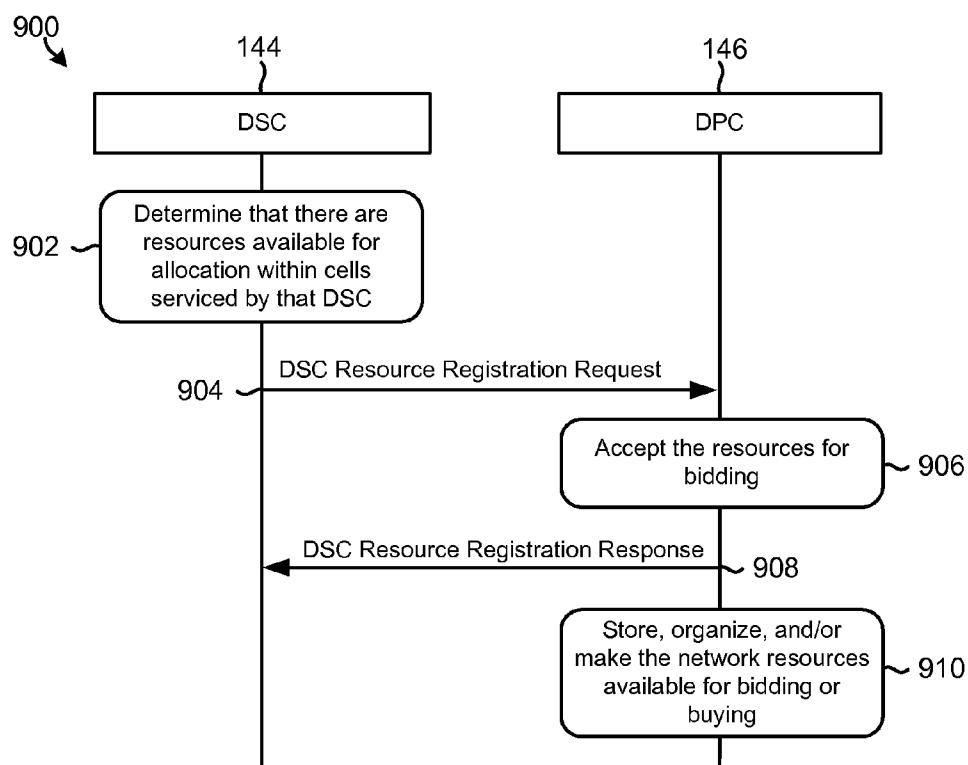 900
144
146
DSC
DPC
902
Determine that there are
resources available for
allocation within cells
serviced by that DSC
904
DSC Resource Registration Request
Accept the resources for
bidding
906
DSC Resource Registration Response
908
Store, organize, and/or
make the network resources
available for bidding or
buying
910